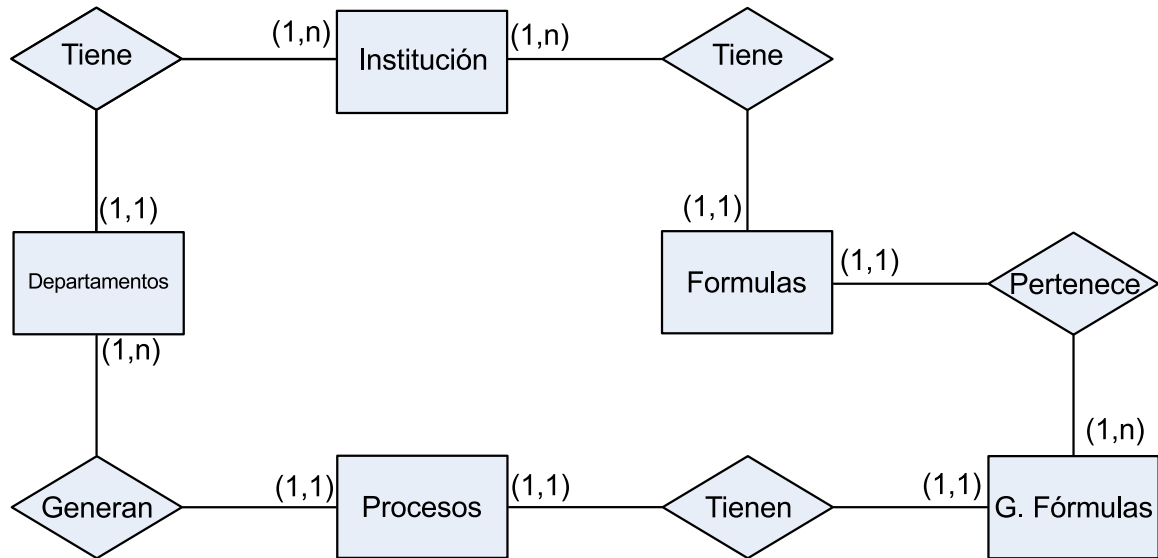 Tiene
(1,n)
Institución
(1,n)
Tiene
(1,1)
Departamentos
(1,n)
(1,1)
Formulas
(1,1)
Pertenece
(1,n)
Generan
(1,1)
Procesos
(1,1)
Tienen
(1,1)
G. Fórmulas